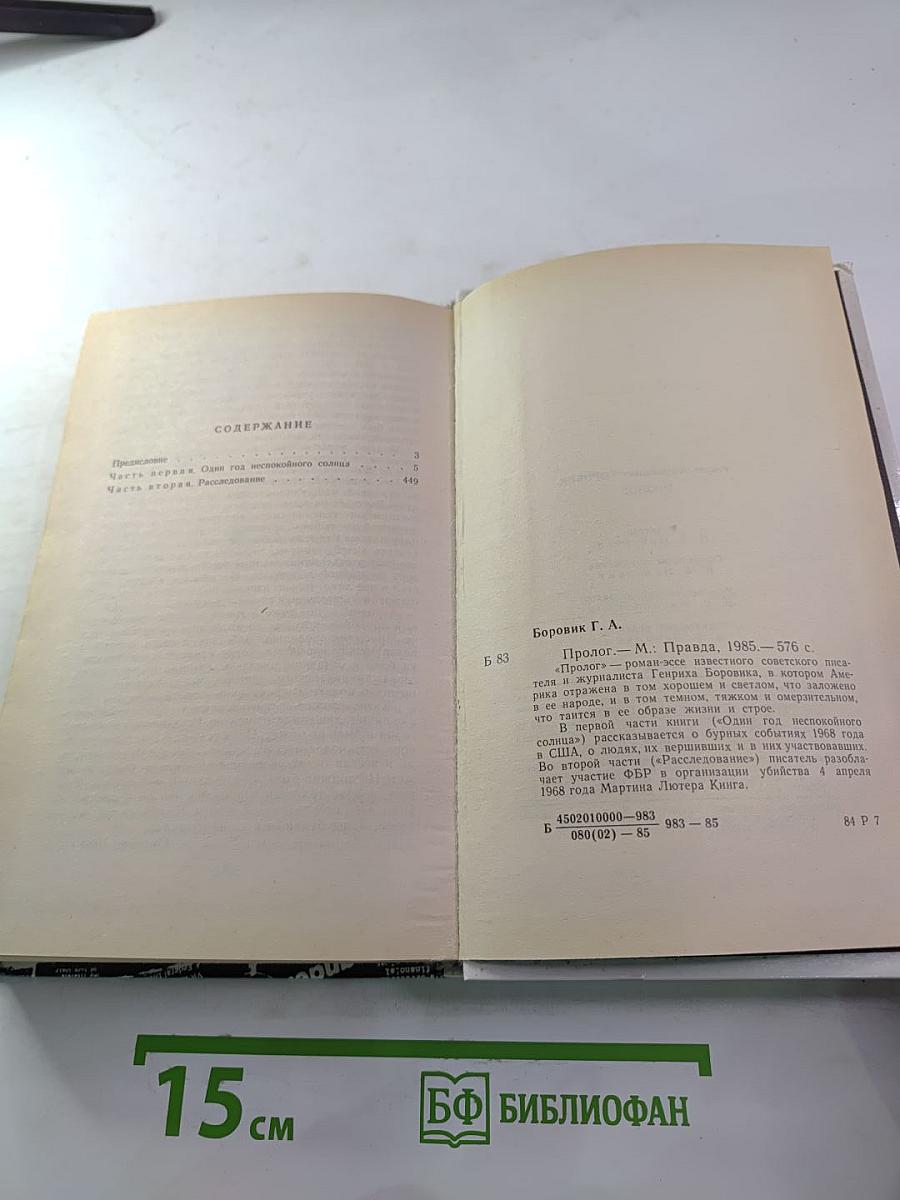 СОДЕРЖАНИЕ
Предисловие . . . . . . . . . . . . . . . . 3
Часть первая. Один год неспокойного солнца . . . . 5
Часть вторая. Расследование . . . . . . . . . . 449
Боровик Г. А.
Б 83
Пролог.— М.: Правда, 1985.— 576 с.
«Пролог» — роман-эссе известного советского писа-
теля и журналиста Генриха Боровика, в котором Аме-
рика отражена в том хорошем и светлом, что заложено
в ее народе, и в том темном, тяжком и омерзительном,
что таится в ее образе жизни и строе.
В первой части книги («Один год неспокойного
солнца») рассказывается о бурных событиях 1968 года
в США, о людях, их вершивших и в них участвовавших.
Во второй части («Расследование») писатель разобла-
чает участие ФБР в организации убийства 4 апреля
1968 года Мартина Лютера Кинга.
Б 4502010000—983
080(02) — 85
983 — 85
84 Р 7
15 см
БФ БИБЛИОФАН